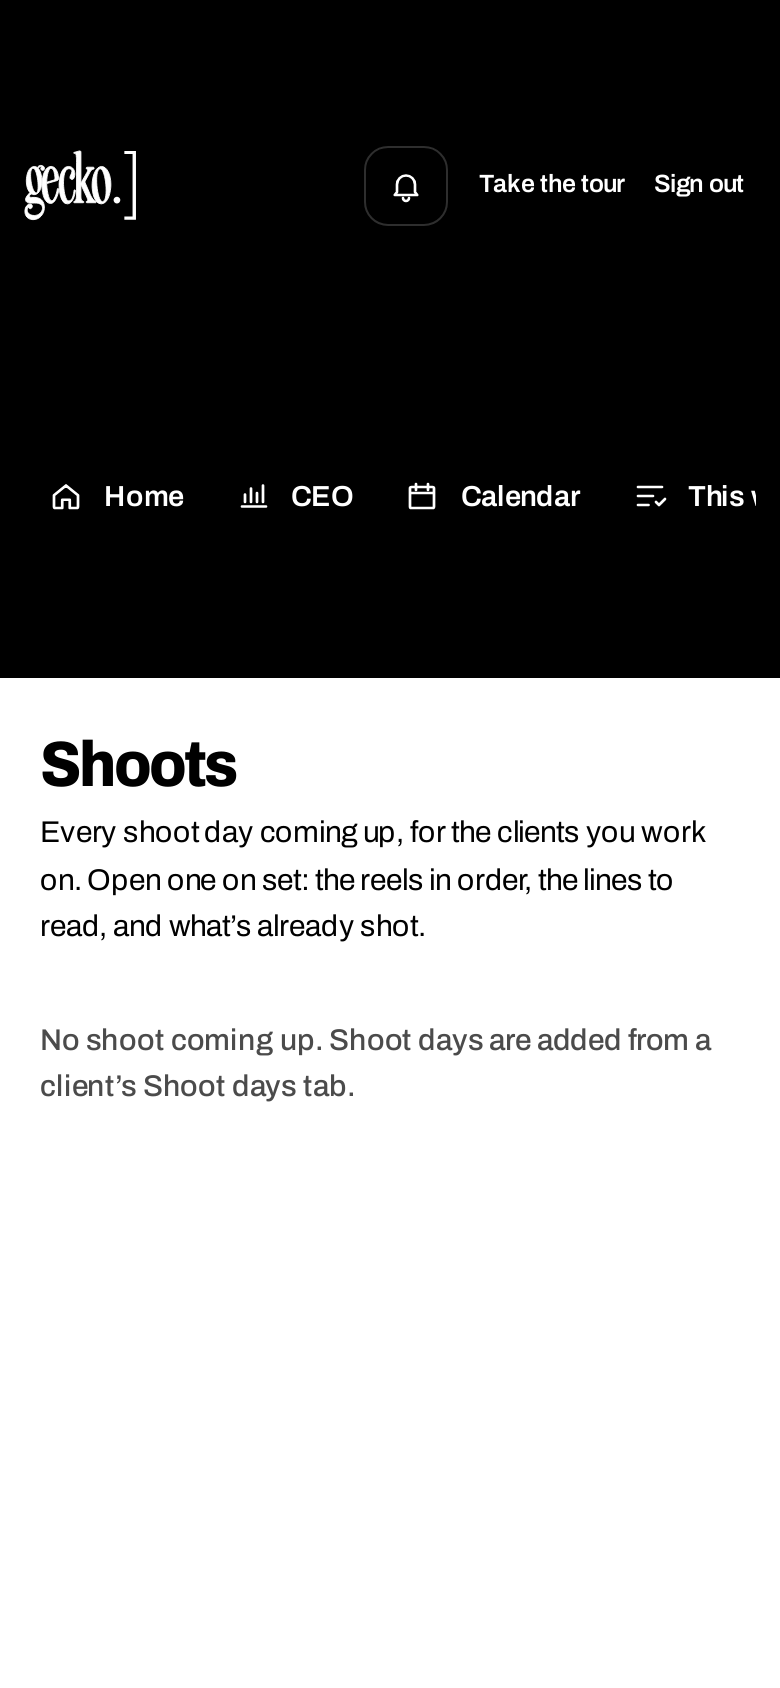 gecko.]
Take the tour
Sign out
Home
CEO
Calendar
This
Shoots
Every shoot day coming up, for the clients you work
on. Open one on set: the reels in order, the lines to
read, and what’s already shot.
No shoot coming up. Shoot days are added from a
client’s Shoot days tab.